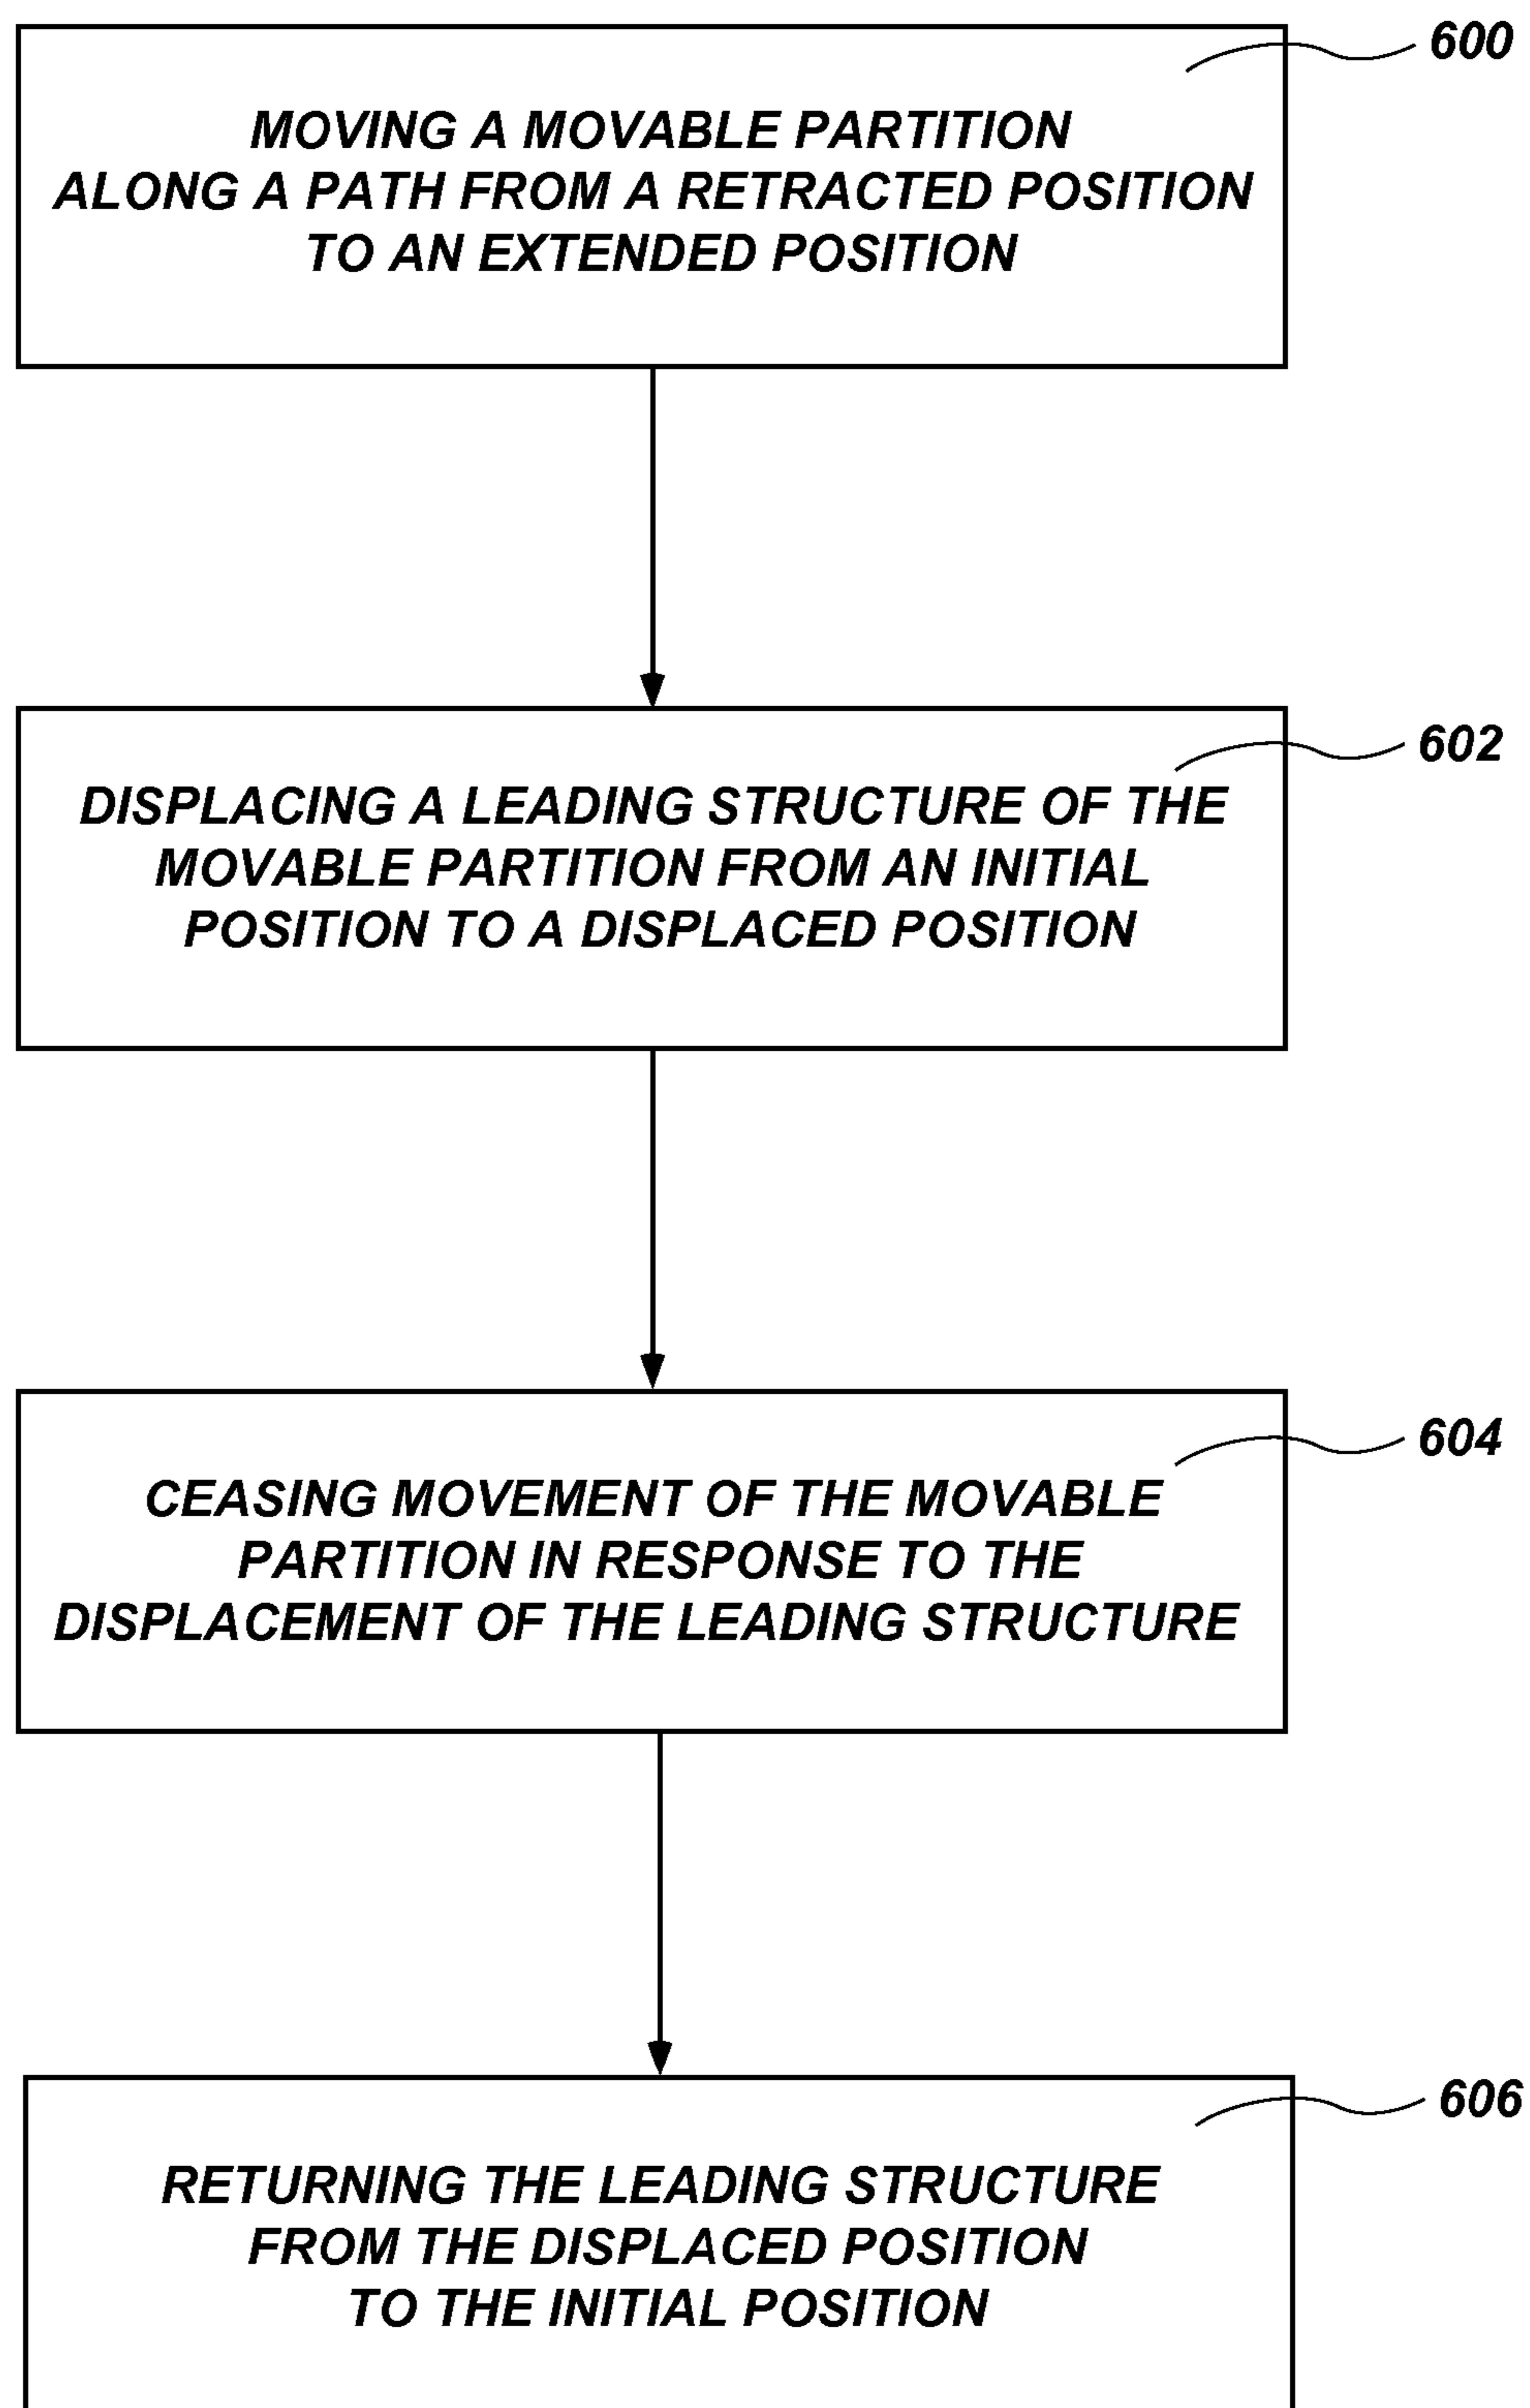 600
MOVING A MOVABLE PARTITION
ALONG A PATH FROM A RETRACTED POSITION
TO AN EXTENDED POSITION
602
DISPLACING A LEADING STRUCTURE OF THE
MOVABLE PARTITION FROM AN INITIAL
POSITION TO A DISPLACED POSITION
604
CEASING MOVEMENT OF THE MOVABLE
PARTITION IN RESPONSE TO THE
DISPLACEMENT OF THE LEADING STRUCTURE
606
RETURNING THE LEADING STRUCTURE
FROM THE DISPLACED POSITION
TO THE INITIAL POSITION